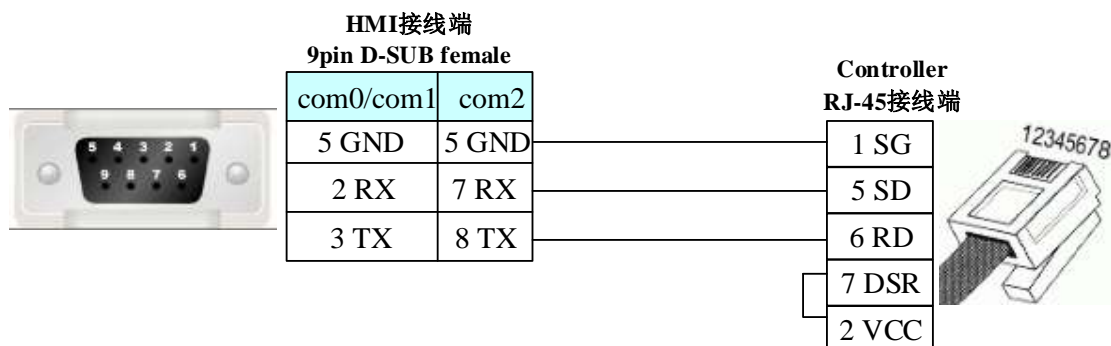 HMI接线端
9pin D-SUB female
com0/com1 com2
5 GND 5 GND
2 RX 7 RX
3 TX 8 TX
5 4 3 2 1
9 8 7 6
Controller
RJ-45接线端
1 SG
5 SD
6 RD
7 DSR
2 VCC
12345678